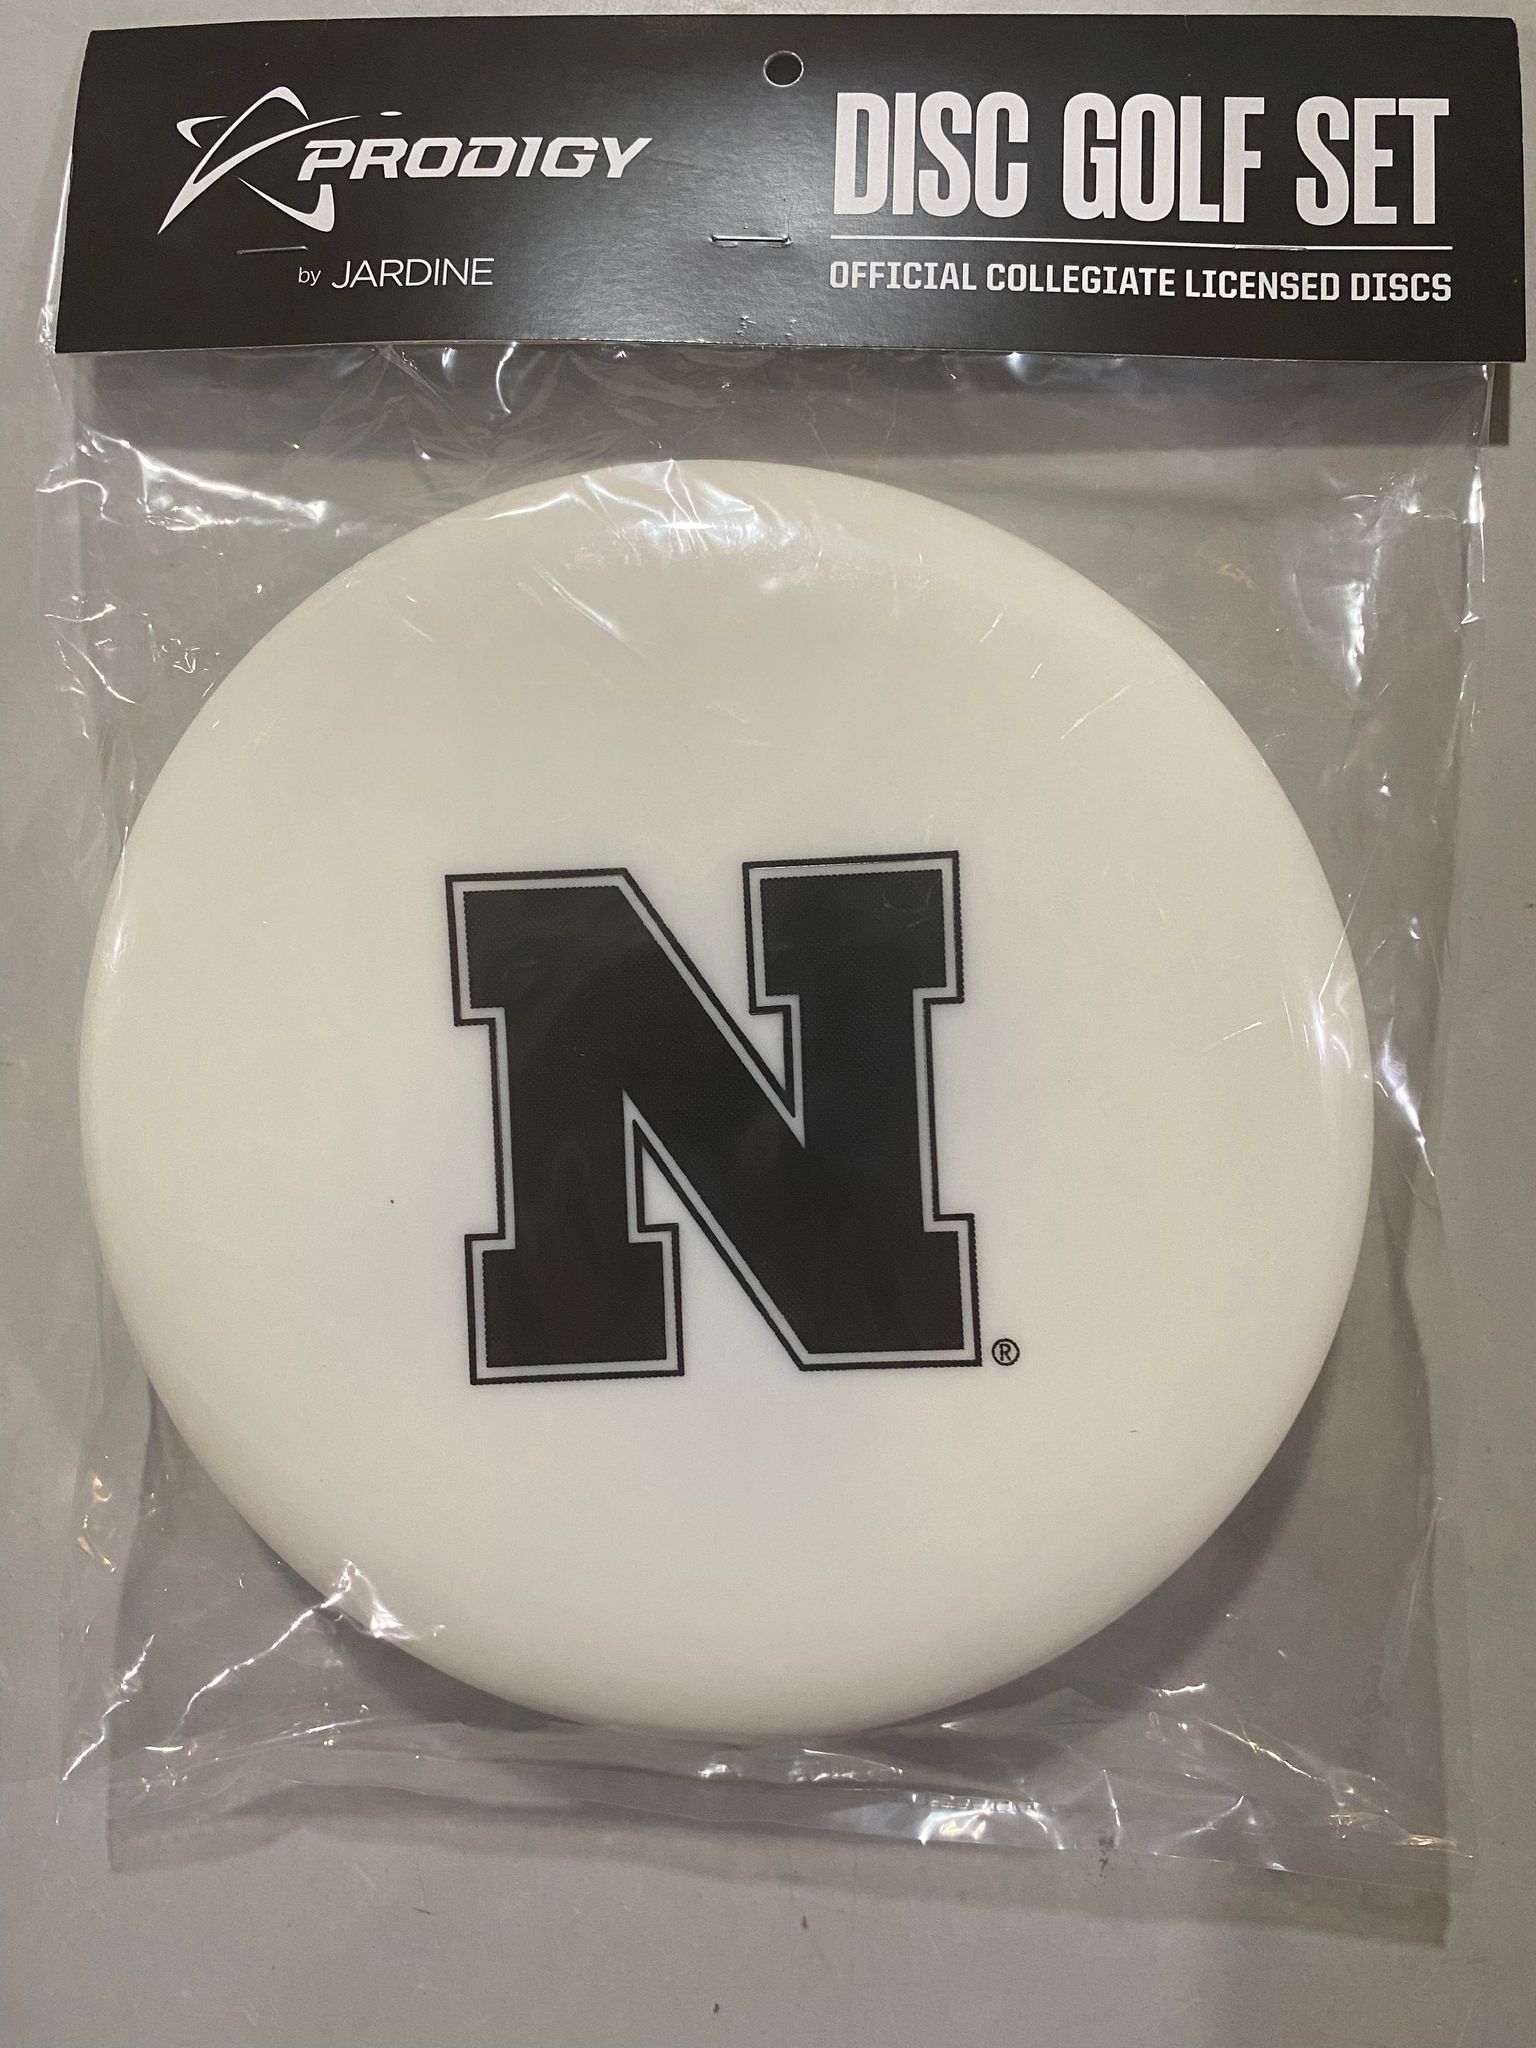 PRODIGY
by JARDINE
DISC GOLF SET
OFFICIAL COLLEGIATE LICENSED DISCS
N
®